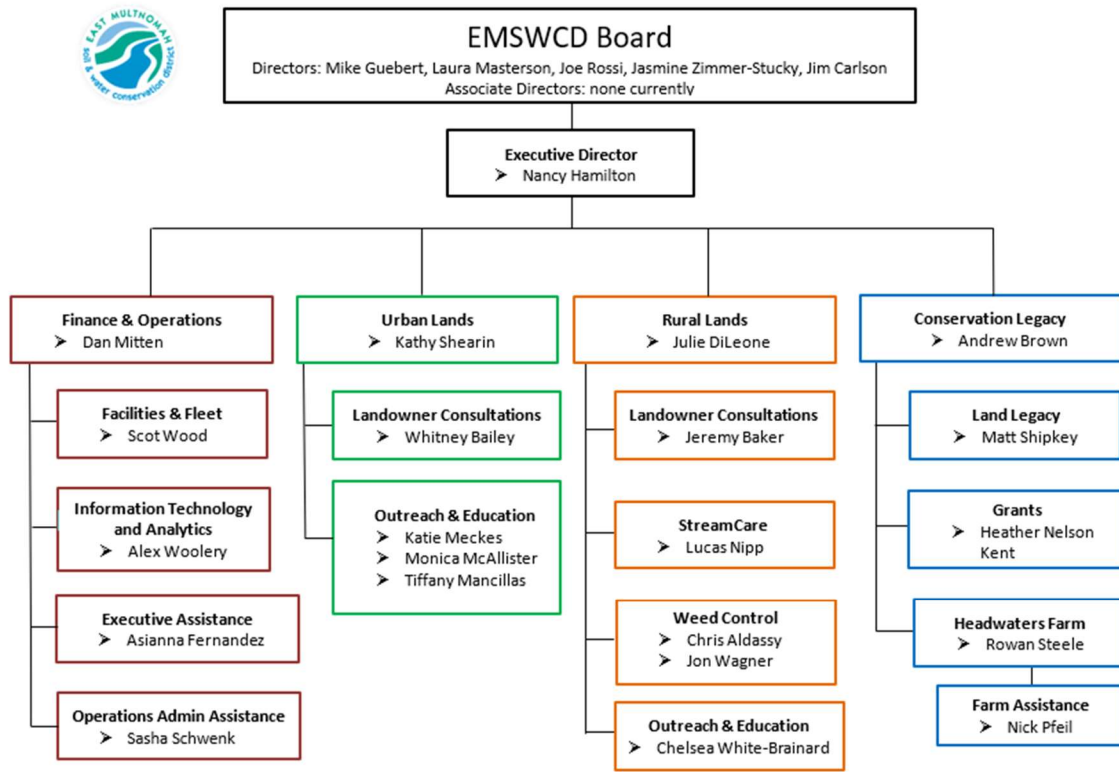 EAST MULTNOMAH
soil & water conservation district
EMSWCD Board
Directors: Mike Guebert, Laura Masterson, Joe Rossi, Jasmine Zimmer-Stucky, Jim Carlson
Associate Directors: none currently
Executive Director
➤ Nancy Hamilton
Finance & Operations
➤ Dan Mitten
Facilities & Fleet
➤ Scot Wood
Information Technology
and Analytics
➤ Alex Woolery
Executive Assistance
➤ Asianna Fernandez
Operations Admin Assistance
➤ Sasha Schwenk
Urban Lands
➤ Kathy Shearin
Landowner Consultations
➤ Whitney Bailey
Outreach & Education
➤ Katie Meckes
➤ Monica McAllister
➤ Tiffany Mancillas
Rural Lands
➤ Julie DiLeone
Landowner Consultations
➤ Jeremy Baker
StreamCare
➤ Lucas Nipp
Weed Control
➤ Chris Aldassy
➤ Jon Wagner
Outreach & Education
➤ Chelsea White-Brainard
Conservation Legacy
➤ Andrew Brown
Land Legacy
➤ Matt Shipkey
Grants
➤ Heather Nelson
Kent
Headwaters Farm
➤ Rowan Steele
Farm Assistance
➤ Nick Pfeil